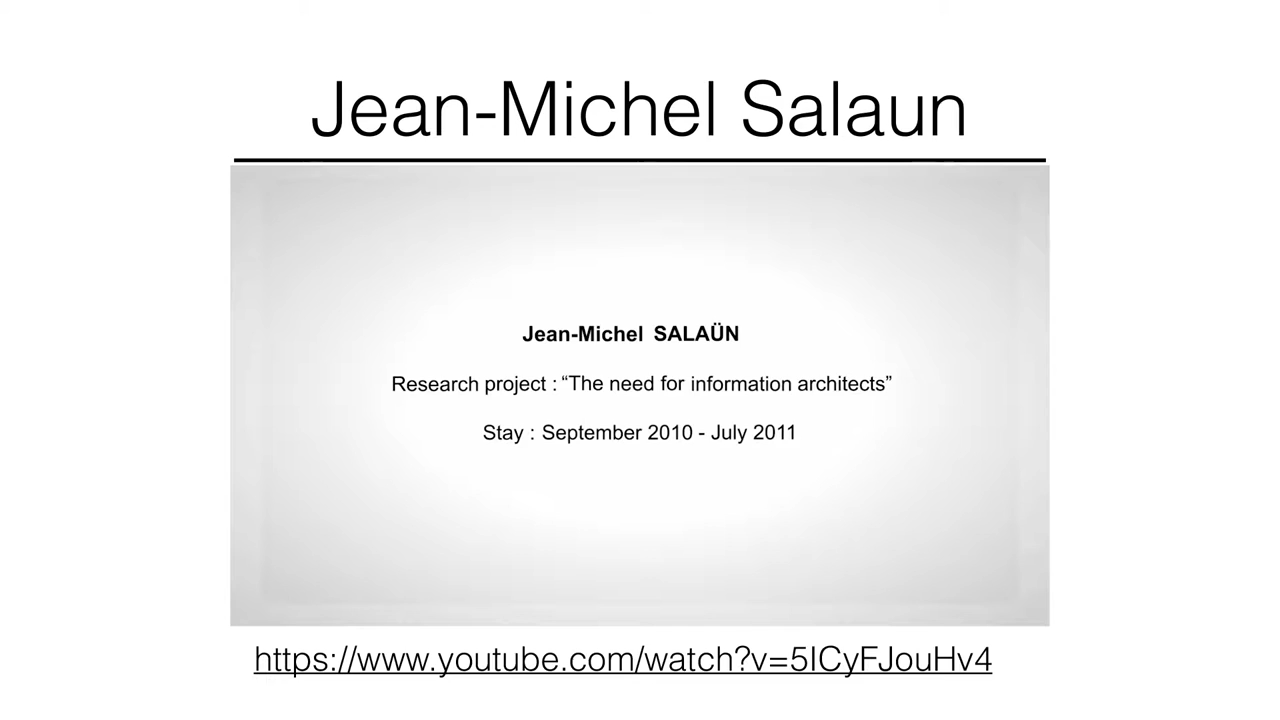 Jean-Michel Salaun
Jean-Michel SALAÜN
Research project : “The need for information architects”
Stay : September 2010 - July 2011
https://www.youtube.com/watch?v=5ICyFJouHv4